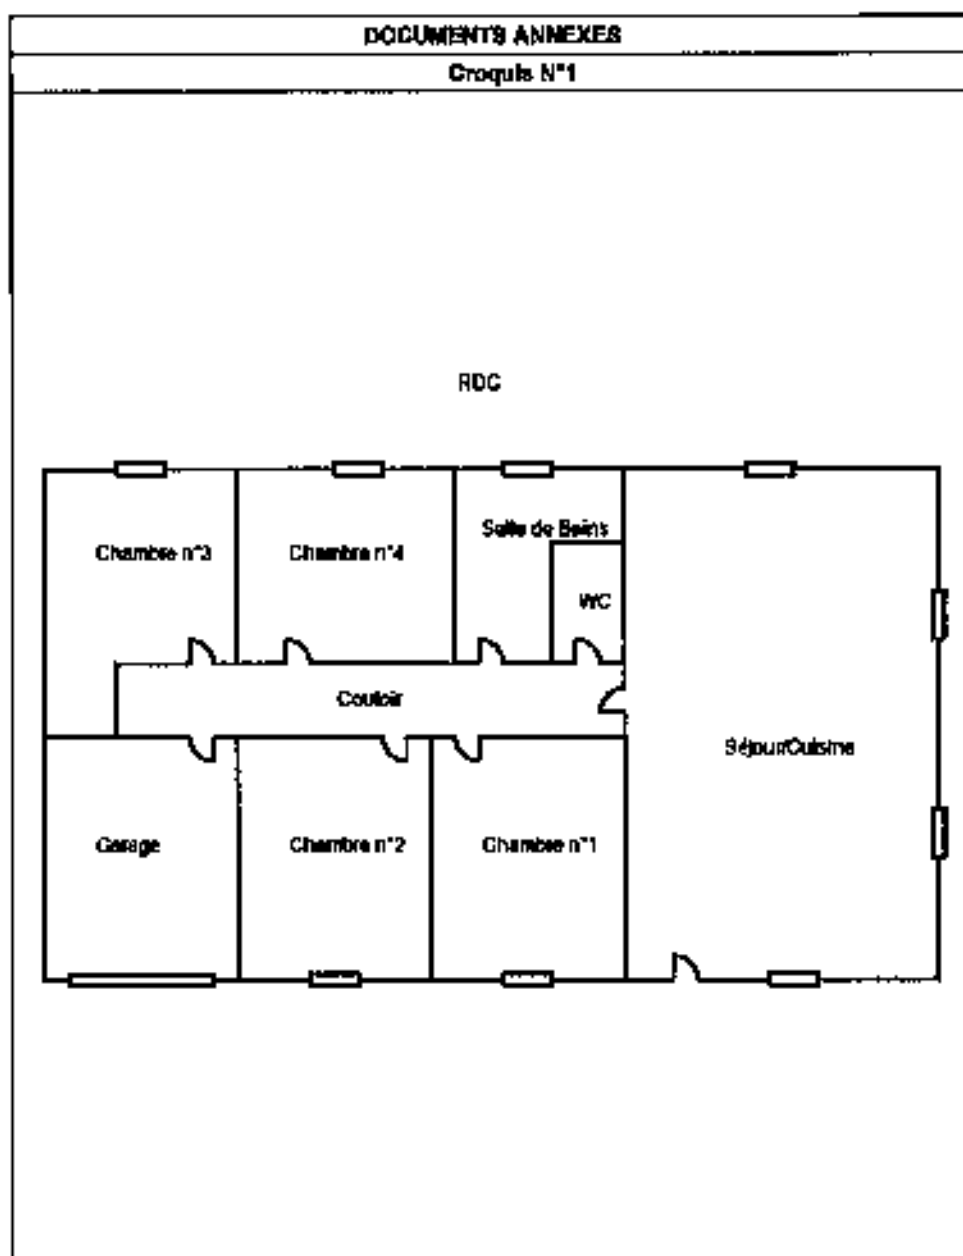 DOCUMENTS ANNEXES
Croquis N°1
RDC
Salle de Bains
Chambre n°3
Chambre n°4
WC
Couloir
Séjour/Cuisine
Garage
Chambre n°2
Chambre n°1